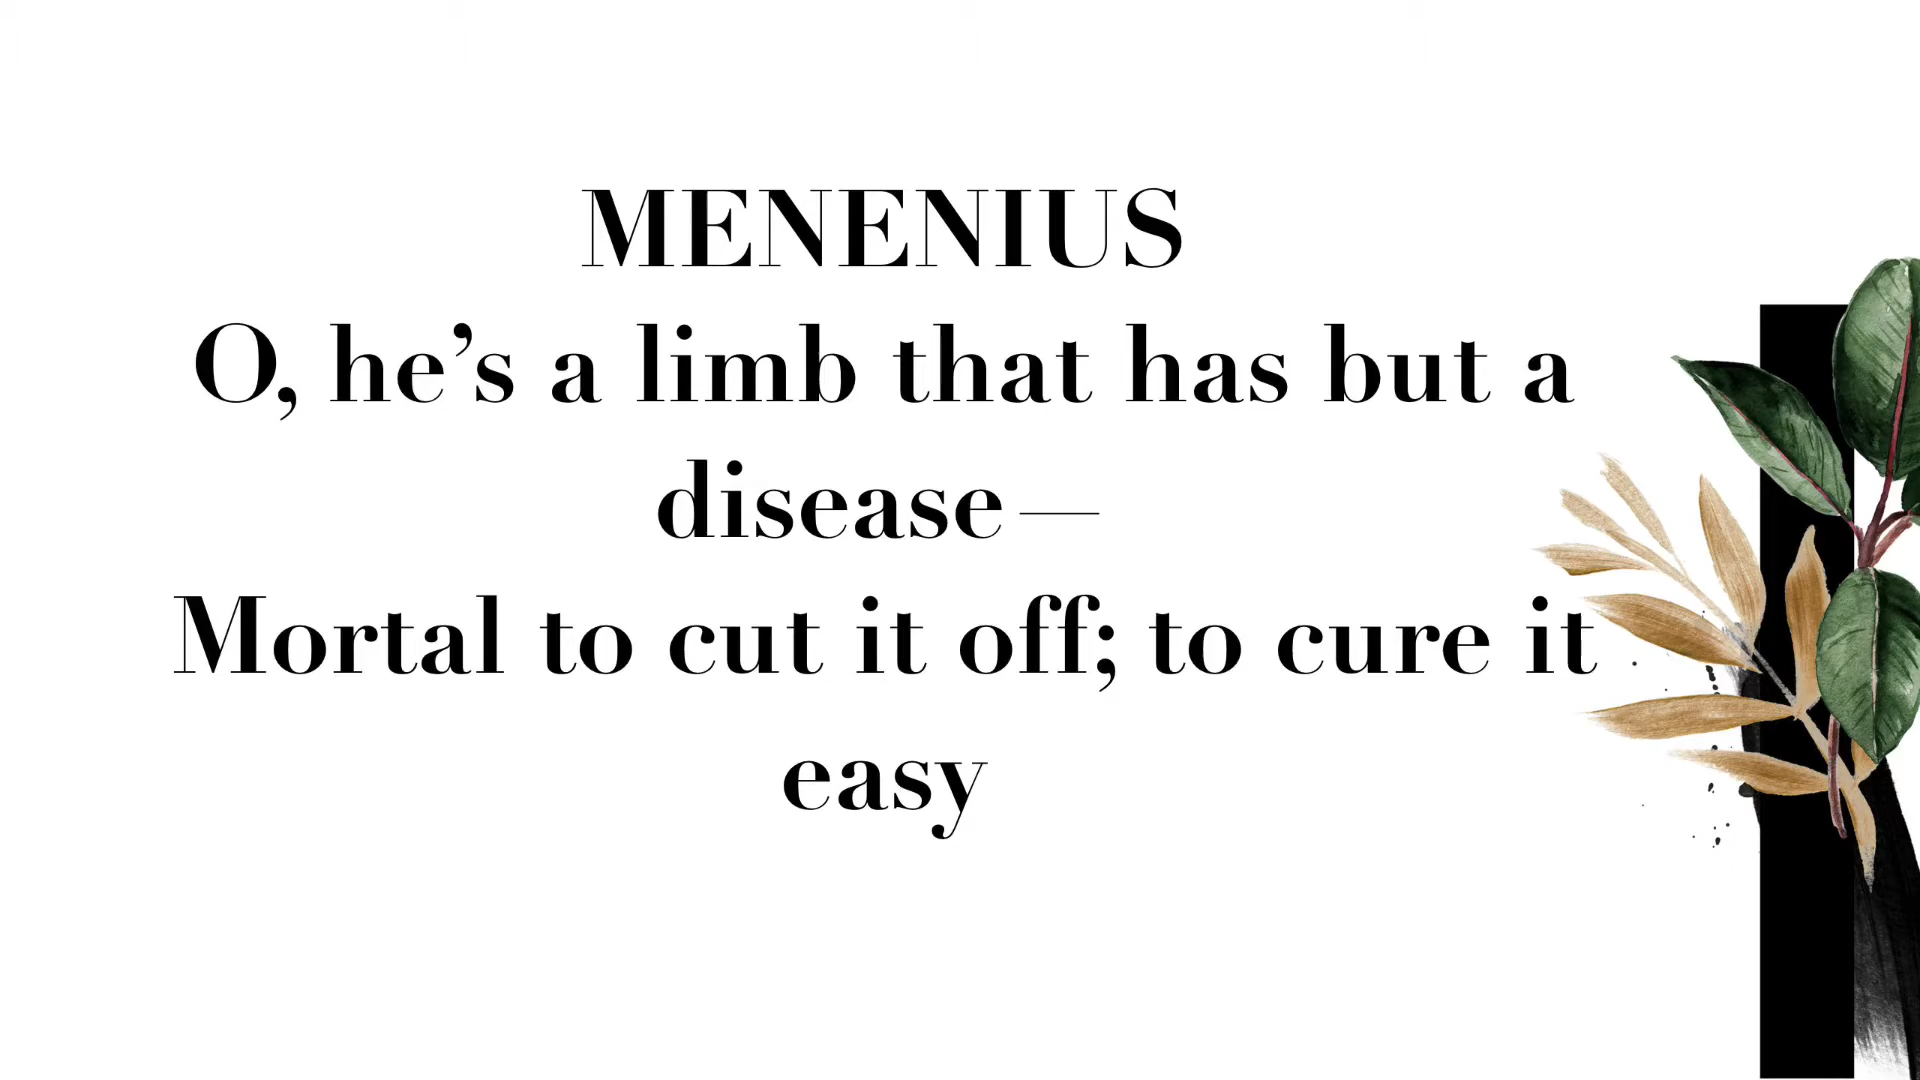 MENENIUS
O, he’s a limb that has but a
disease—
Mortal to cut it off; to cure it
easy